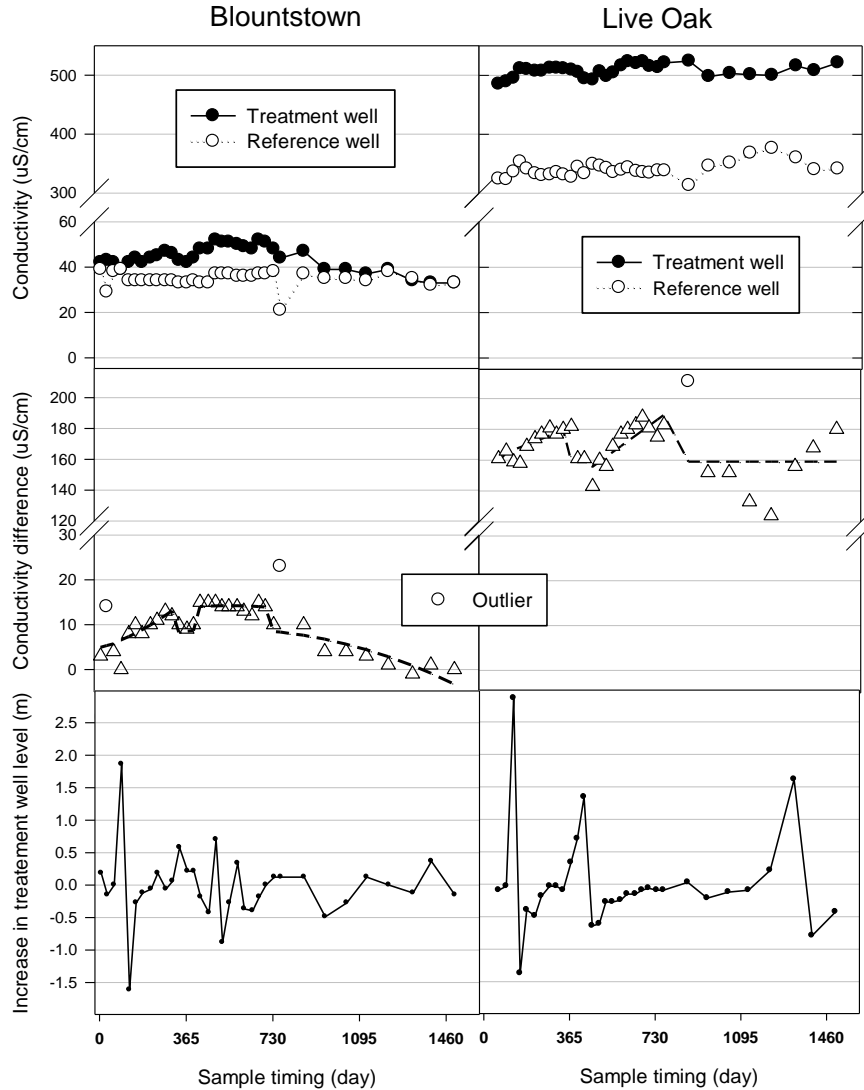 Blountstown
Live Oak
Conductivity (uS/cm)
500
400
300
60
40
20
0
Treatment well
Reference well
Treatment well
Reference well
Conductivity difference (uS/cm)
200
180
160
140
120
30
20
10
0
Outlier
Increase in treatement well level (m)
2.5
2.0
1.5
1.0
0.5
0.0
-0.5
-1.0
-1.5
0 365 730 1095 1460
0 365 730 1095 1460
Sample timing (day)
Sample timing (day)